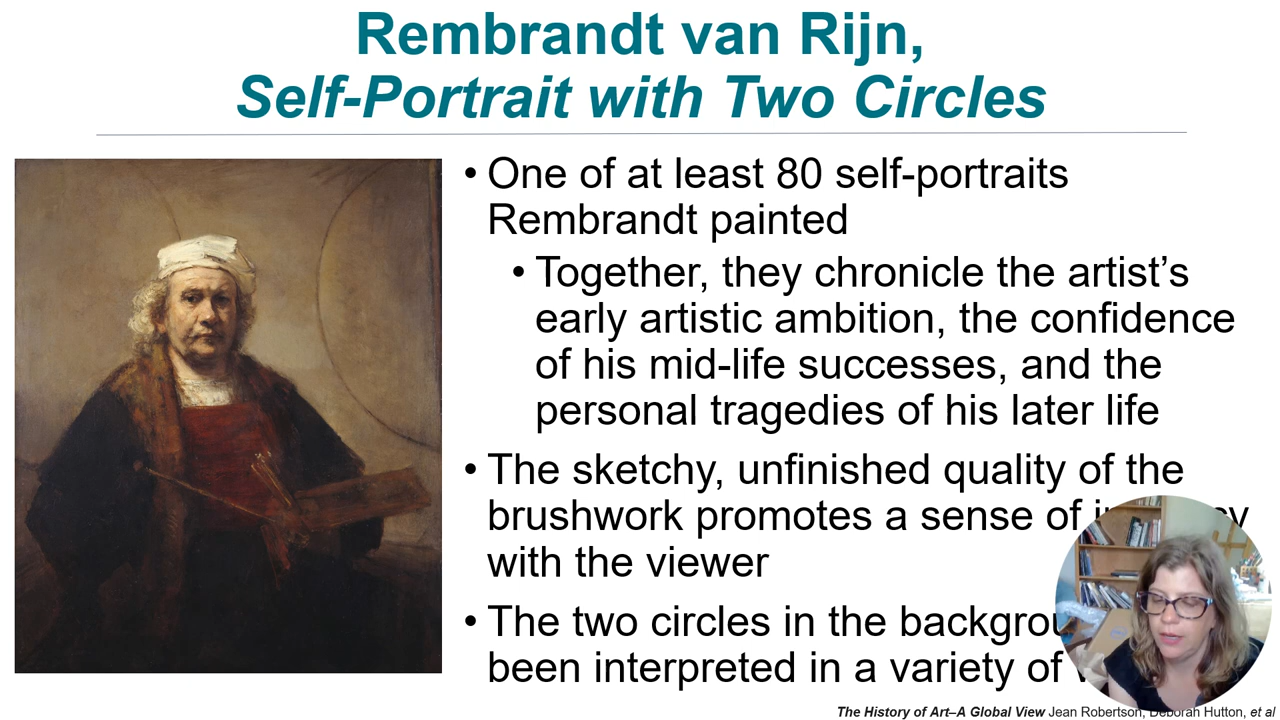 Rembrandt van Rijn,
Self-Portrait with Two Circles
• One of at least 80 self-portraits
Rembrandt painted
• Together, they chronicle the artist’s
early artistic ambition, the confidence
of his mid-life successes, and the
personal tragedies of his later life
• The sketchy, unfinished quality of the
brushwork promotes a sense of
with the viewer
• The two circles in the
been interpreted in a variety of
The History of Art–A Global View Jean Robertson, Deborah Hutton, et al